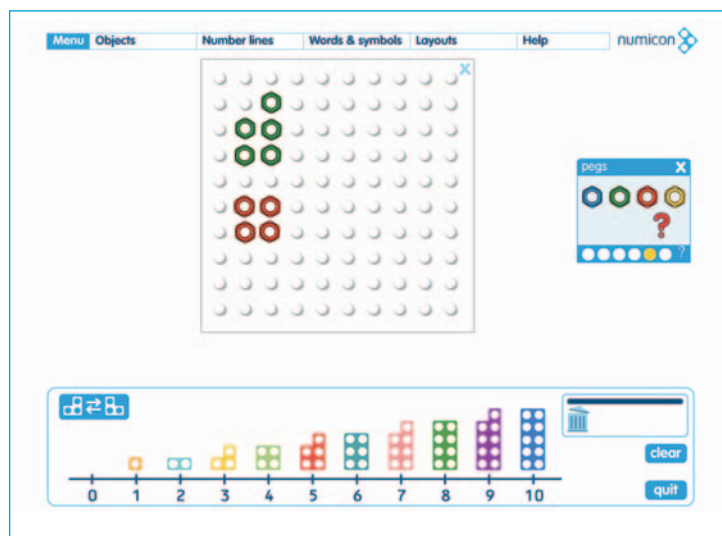 Menu Objects Number lines Words & symbols Layouts Help numicon
X
pegs X
?
?
clear
0 1 2 3 4 5 6 7 8 9 10
quit